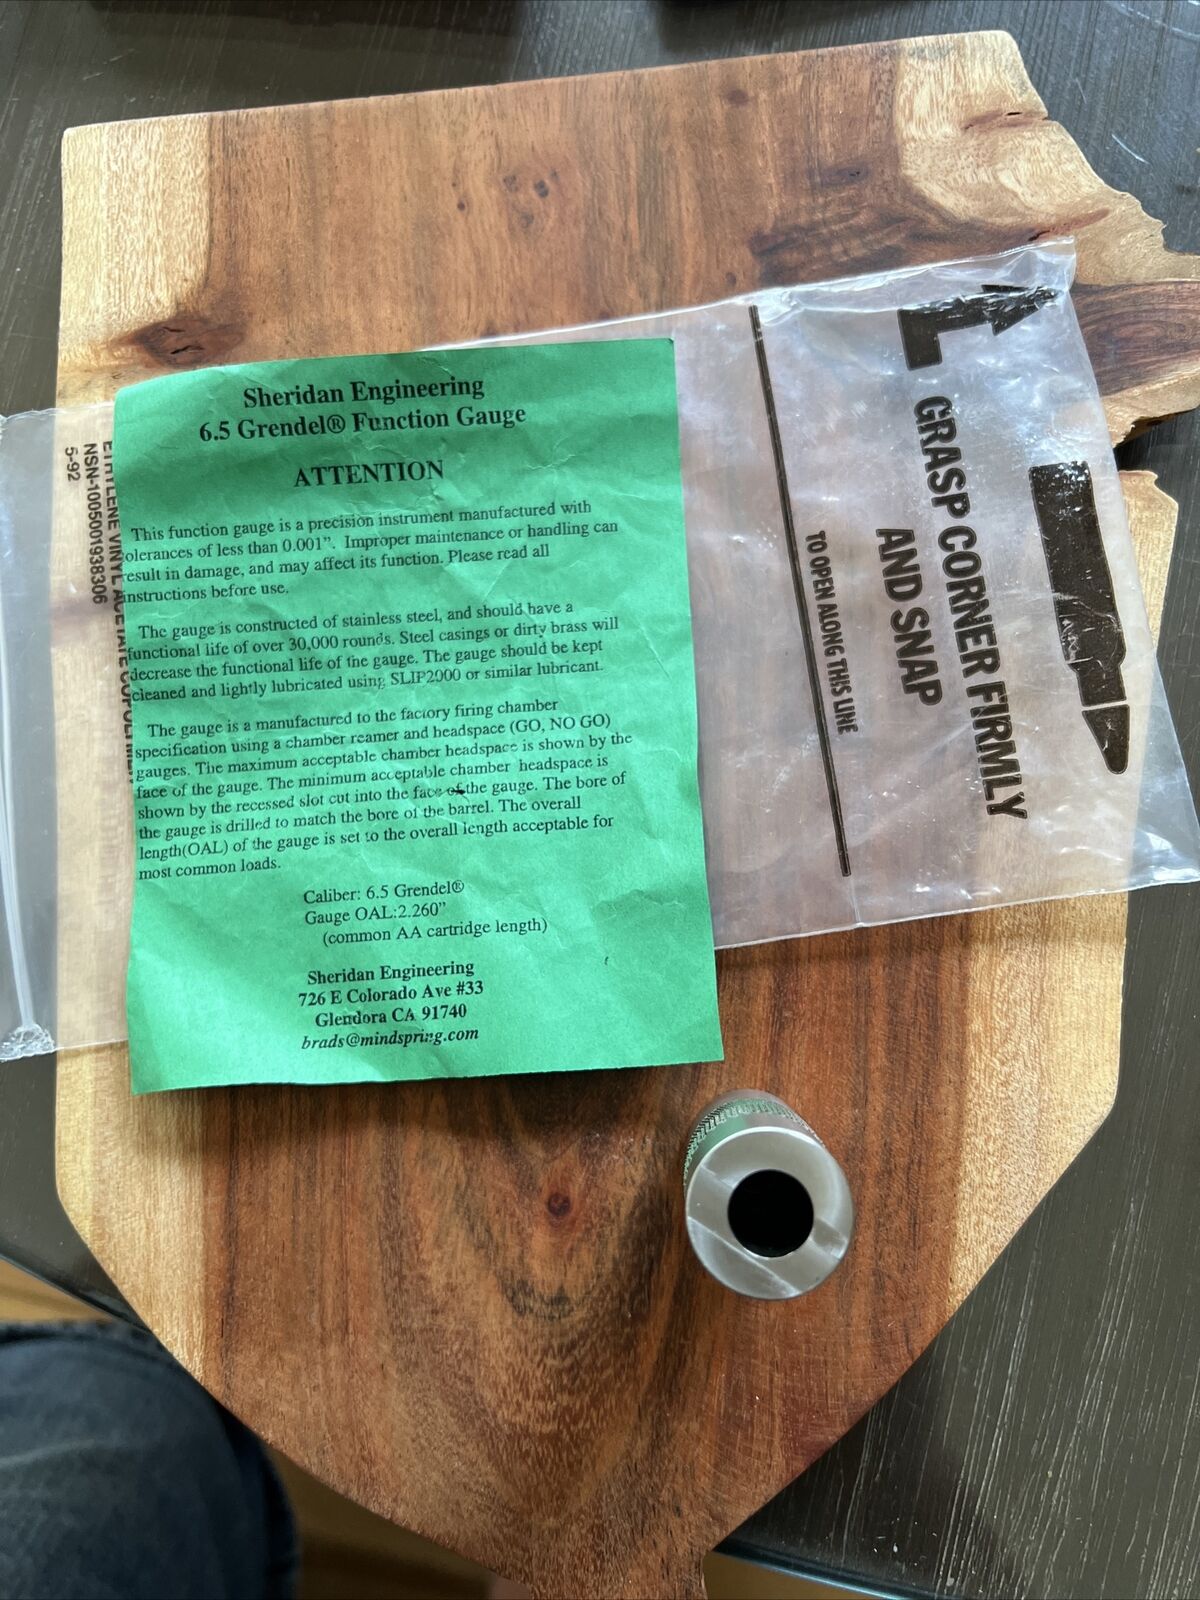 Sheridan Engineering
6.5 Grendel® Function Gauge
ATTENTION
This function gauge is a precision instrument manufactured with
olerances of less than 0.001”. Improper maintenance or handling can
result in damage, and may affect its function. Please read all
instructions before use.
The gauge is constructed of stainless steel, and should have a
functional life of over 30,000 rounds. Steel casings or dirty brass will
decrease the functional life of the gauge. The gauge should be kept
cleaned and lightly lubricated using SLIP2000 or similar lubricant.
The gauge is a manufactured to the factory firing chamber
specification using a chamber reamer and headspace (GO, NO GO)
gauges. The maximum acceptable chamber headspace is shown by the
face of the gauge. The minimum acceptable chamber headspace is
shown by the recessed slot cut into the face of the gauge. The bore of
the gauge is drilled to match the bore of the barrel. The overall
length(OAL) of the gauge is set to the overall length acceptable for
most common loads.
Caliber: 6.5 Grendel®
Gauge OAL:2.260”
(common AA cartridge length)
Sheridan Engineering
726 E Colorado Ave #33
Glendora CA 91740
brads@mindspring.com
GRASP CORNER FIRMLY
AND SNAP
TO OPEN ALONG THIS LINE
ETHYLENE VINYL ACETATE COPOLYMER
NSN-1005001938306
5-92